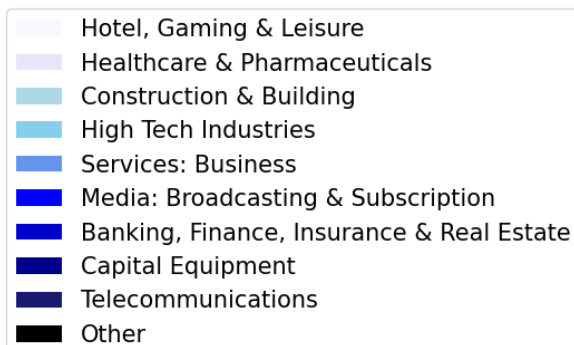 Hotel, Gaming & Leisure
Healthcare & Pharmaceuticals
Construction & Building
High Tech Industries
Services: Business
Media: Broadcasting & Subscription
Banking, Finance, Insurance & Real Estate
Capital Equipment
Telecommunications
Other